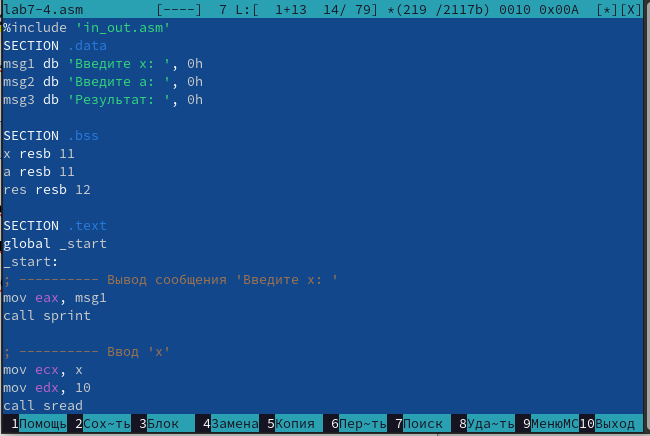 lab7-4.asm [----] 7 L:[ 1+13 14/ 79] *(219 /2117b) 0010 0x00A [*][X]
%include 'in_out.asm'
SECTION .data
msg1 db 'Введите x: ', 0h
msg2 db 'Введите a: ', 0h
msg3 db 'Результат: ', 0h
SECTION .bss
x resb 11
a resb 11
res resb 12
SECTION .text
global _start
_start:
; ---------- Вывод сообщения 'Введите x: '
mov eax, msg1
call sprint
; ---------- Ввод 'x'
mov ecx, x
mov edx, 10
call sread
1Помощь 2Сох~ть 3Блок 4Замена 5Копия 6Пер~ть 7Поиск 8Уда~ть 9МенюMC 10Выход